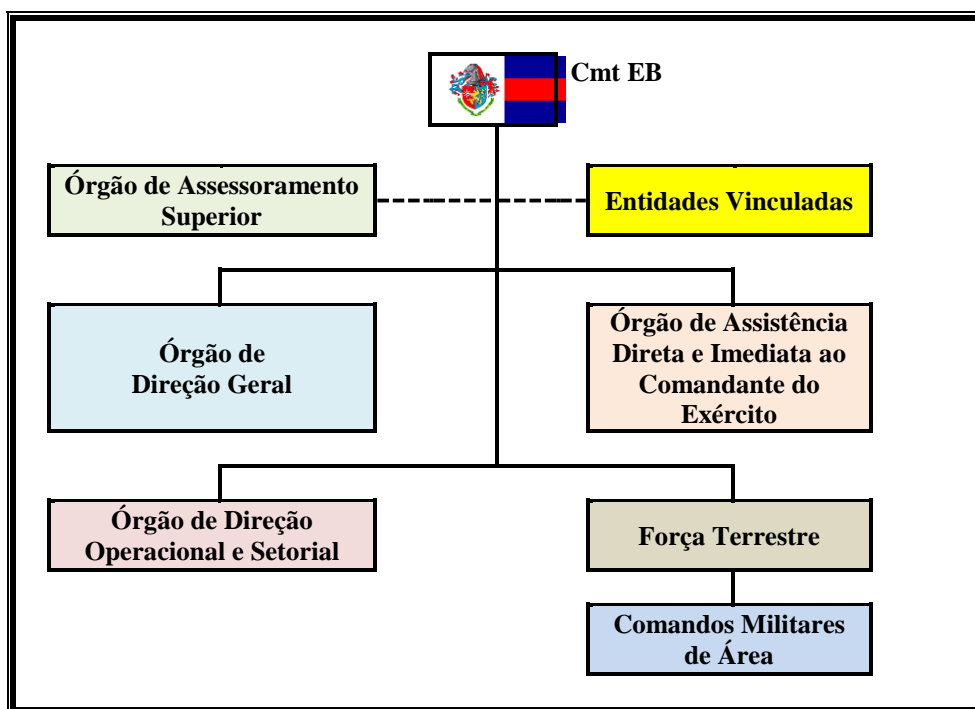 Cmt EB
Órgão de Assessoramento
Superior
Entidades Vinculadas
Órgão de
Direção Geral
Órgão de Assistência
Direta e Imediata ao
Comandante do
Exército
Órgão de Direção
Operacional e Setorial
Força Terrestre
Comandos Militares
de Área